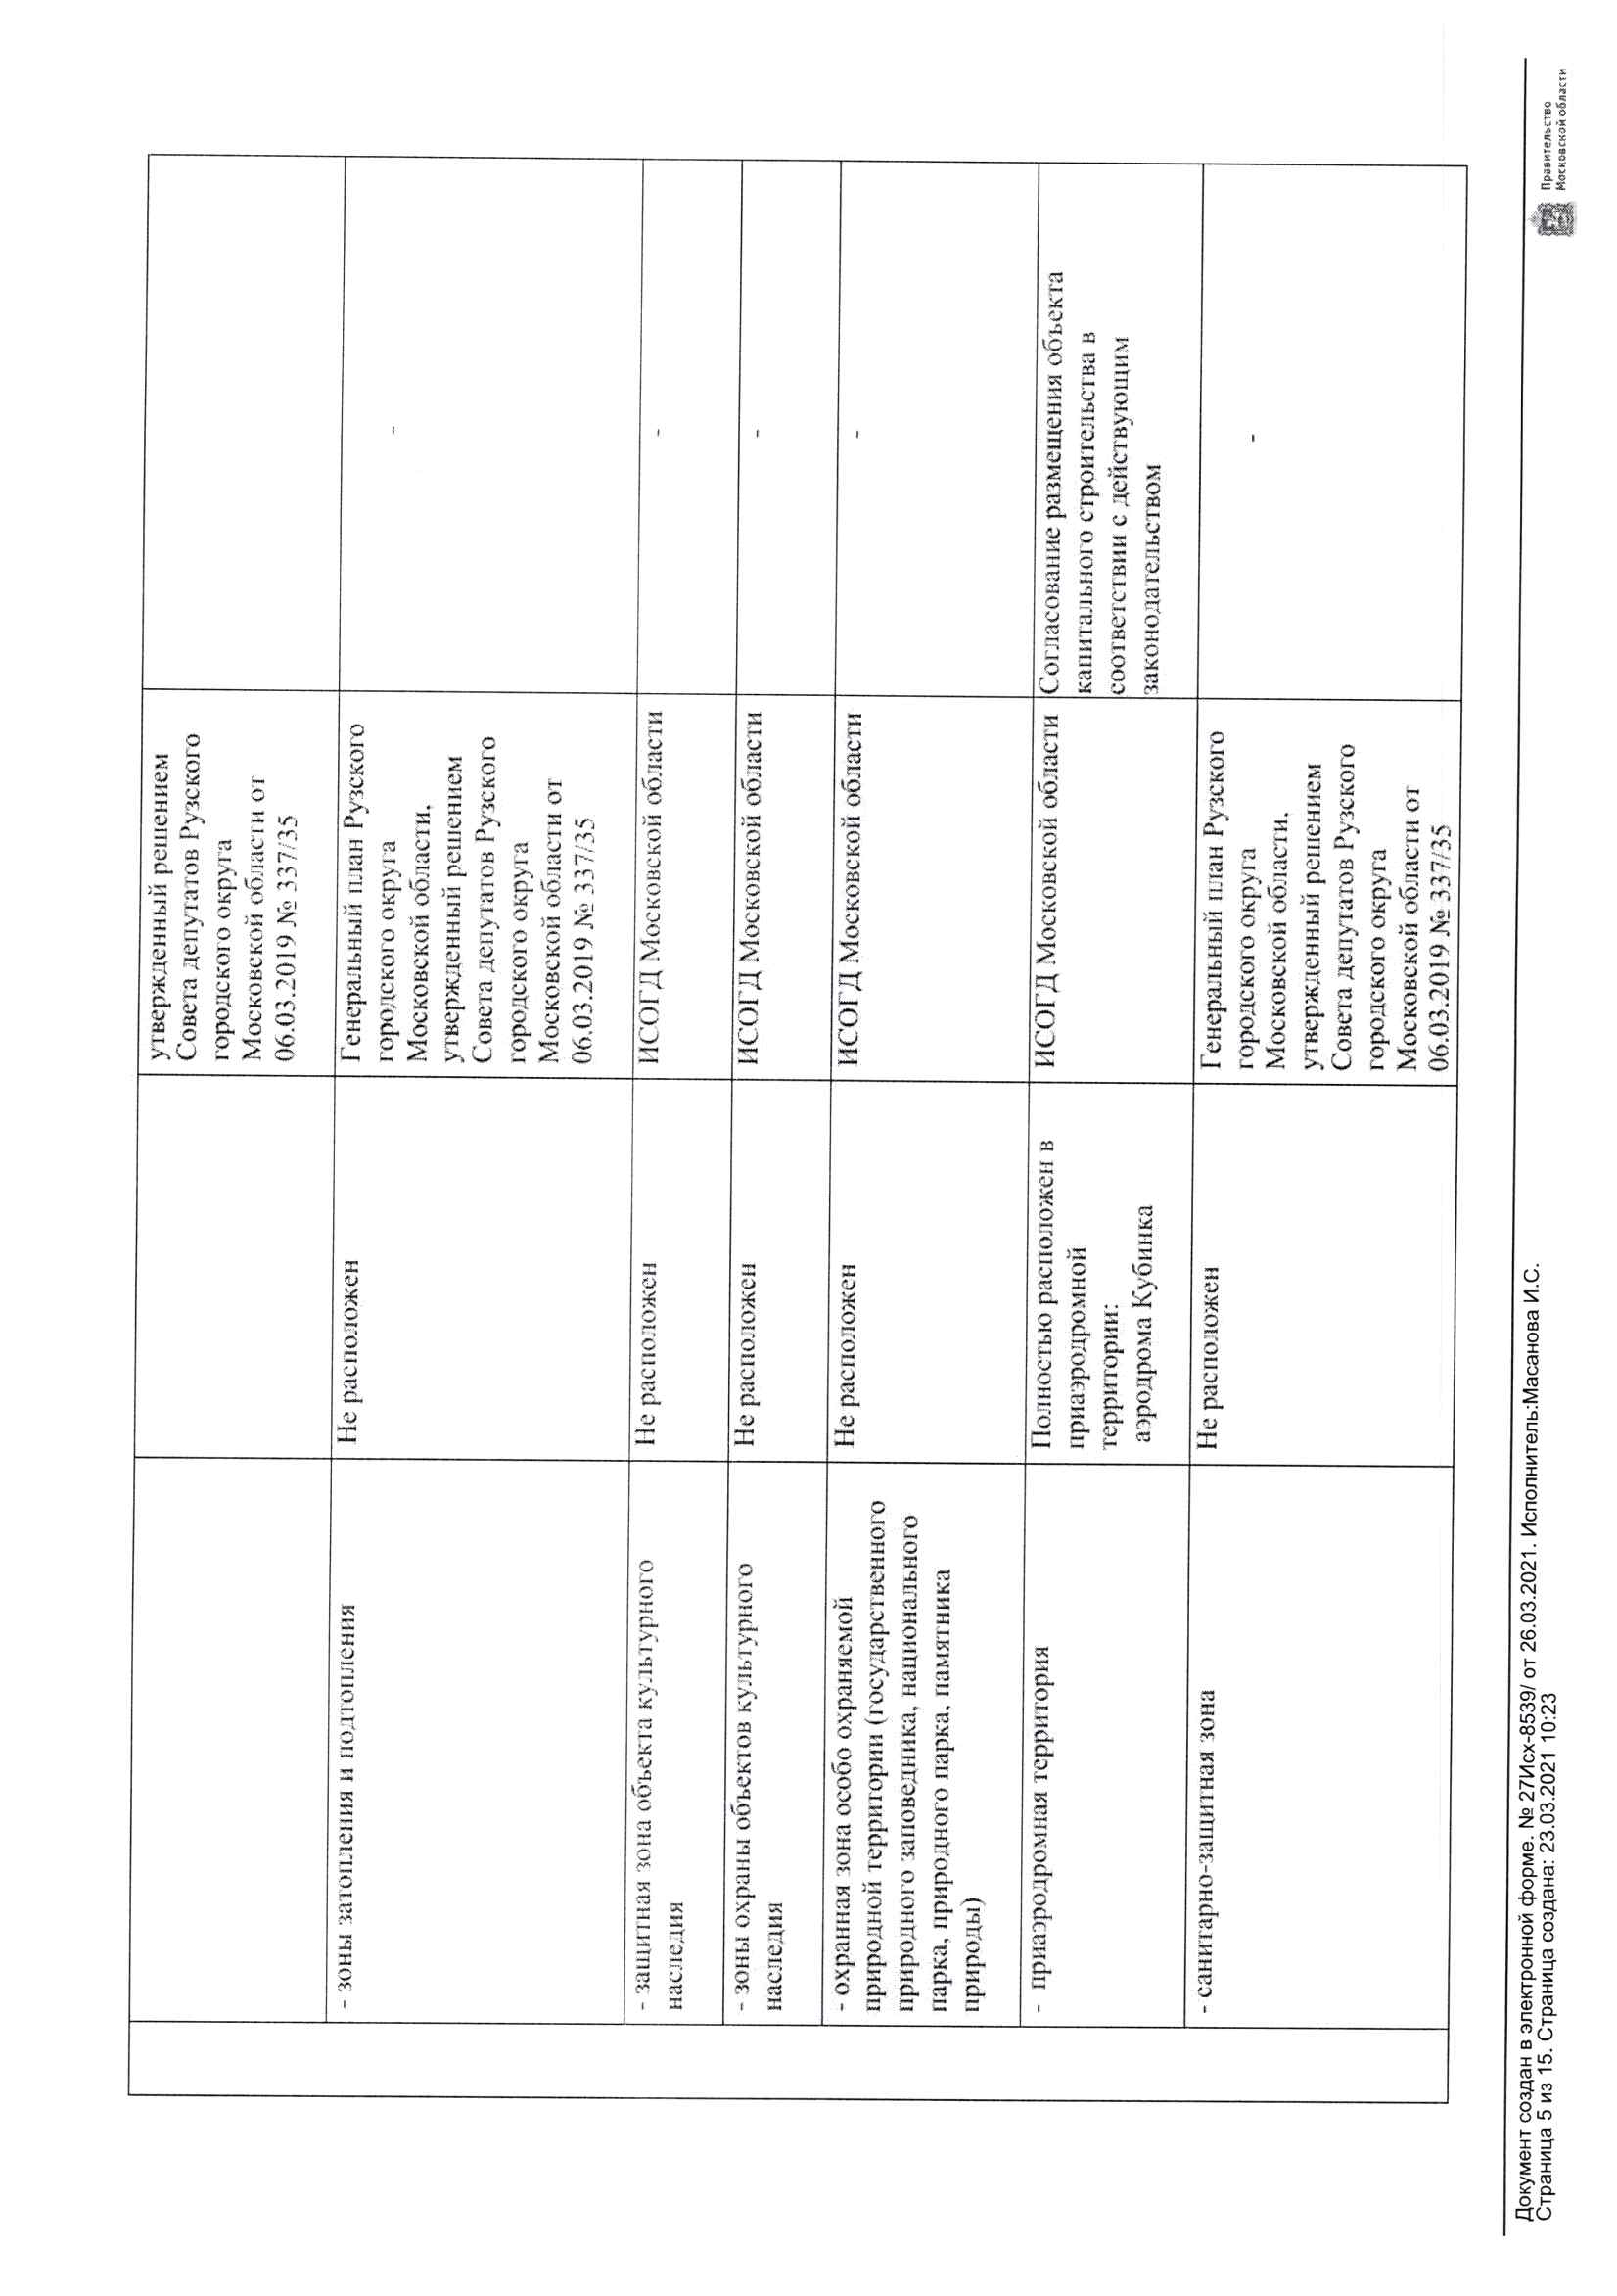 утвержденный решением
Совета депутатов Рузского
городского округа
Московской области от
06.03.2019 № 337/35
- зоны затопления и подтопления
Не расположен
Генеральный план Рузского
городского округа
Московской области,
утвержденный решением
Совета депутатов Рузского
городского округа
Московской области от
06.03.2019 № 337/35
-
- защитная зона объекта культурного
наследия
Не расположен
ИСОГД Московской области
-
- зоны охраны объектов культурного
наследия
Не расположен
ИСОГД Московской области
-
- охранная зона особо охраняемой
природной территории (государственного
природного заповедника, национального
парка, природного парка, памятника
природы)
Не расположен
ИСОГД Московской области
-
- приаэродромная территория
Полностью расположен в
приаэродромной
территории:
аэродрома Кубинка
ИСОГД Московской области
Согласование размещения объекта
капитального строительства в
соответствии с действующим
законодательством
- санитарно-защитная зона
Не расположен
Генеральный план Рузского
городского округа
Московской области,
утвержденный решением
Совета депутатов Рузского
городского округа
Московской области от
06.03.2019 № 337/35
-
Документ создан в электронной форме. № 27Исх-8539/ от 26.03.2021. Исполнитель:Масанова И.С.
Страница 5 из 15. Страница создана: 23.03.2021 10:23
Правительство
Московской области